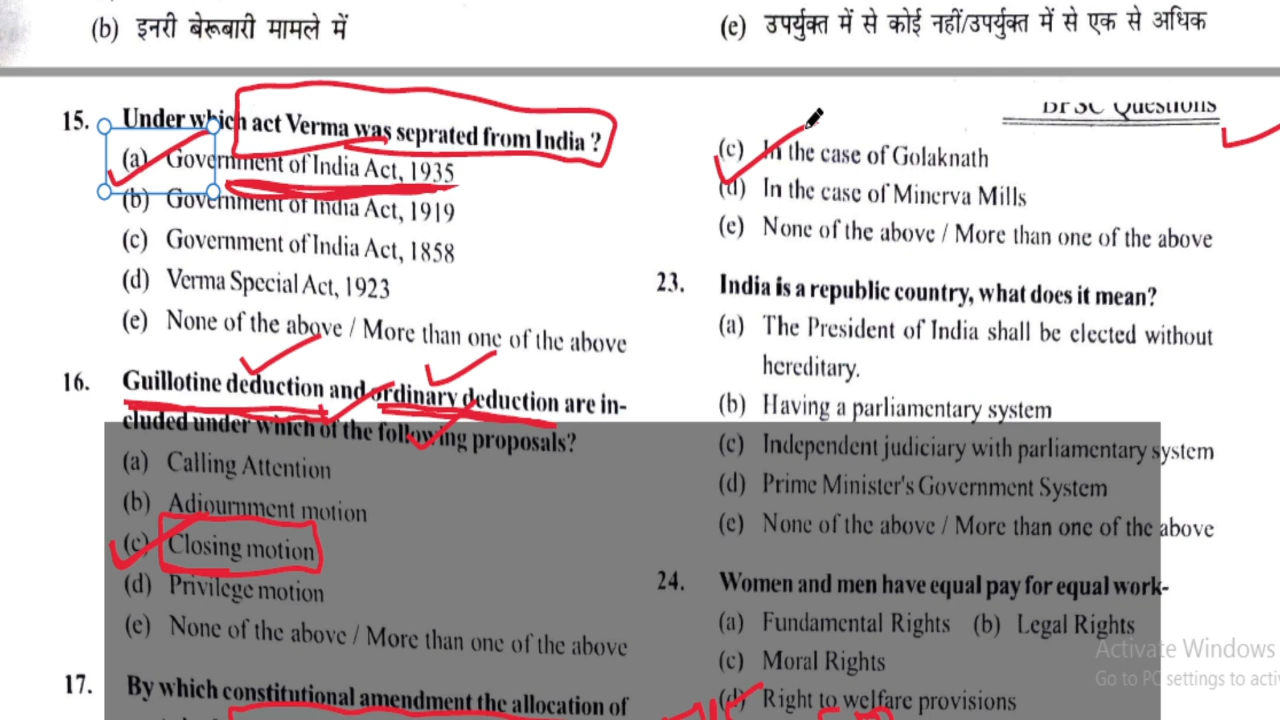 (b) इनरी बेरूबारी मामले में
(e) उपर्युक्त में से कोई नहीं/उपर्युक्त में से एक से अधिक
BPSC Questions
15. Under which act Verma was seprated from India ?
(a) Government of India Act, 1935
(b) Government of India Act, 1919
(c) Government of India Act, 1858
(d) Verma Special Act, 1923
(e) None of the above / More than one of the above
16. Guillotine deduction and ordinary deduction are in-
cluded under which of the following proposals?
(a) Calling Attention
(b) Adjournment motion
(c) Closing motion
(d) Privilege motion
(e) None of the above / More than one of the above
17. By which constitutional amendment the allocation of
(c) In the case of Golaknath
(d) In the case of Minerva Mills
(e) None of the above / More than one of the above
23. India is a republic country, what does it mean?
(a) The President of India shall be elected without
hereditary.
(b) Having a parliamentary system
(c) Independent judiciary with parliamentary system
(d) Prime Minister's Government System
(e) None of the above / More than one of the above
24. Women and men have equal pay for equal work-
(a) Fundamental Rights (b) Legal Rights
(c) Moral Rights
(d) Right to welfare provisions
Activate Windows
Go to PC settings to